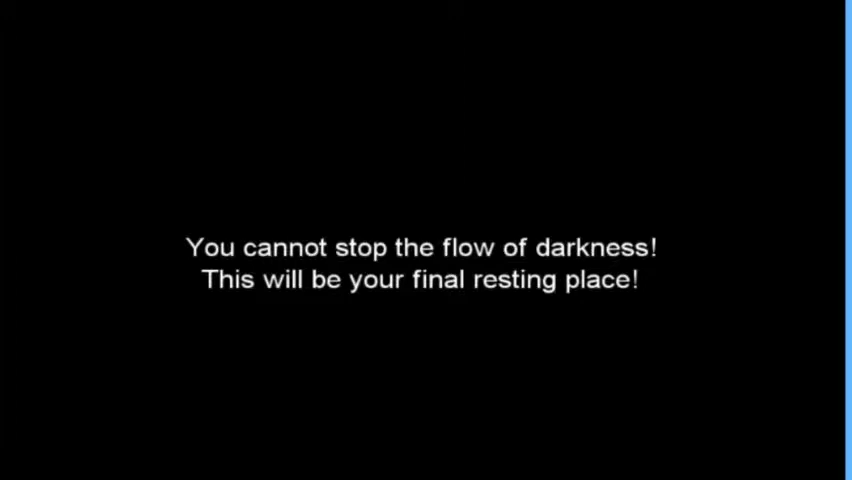 You cannot stop the flow of darkness!
This will be your final resting place!